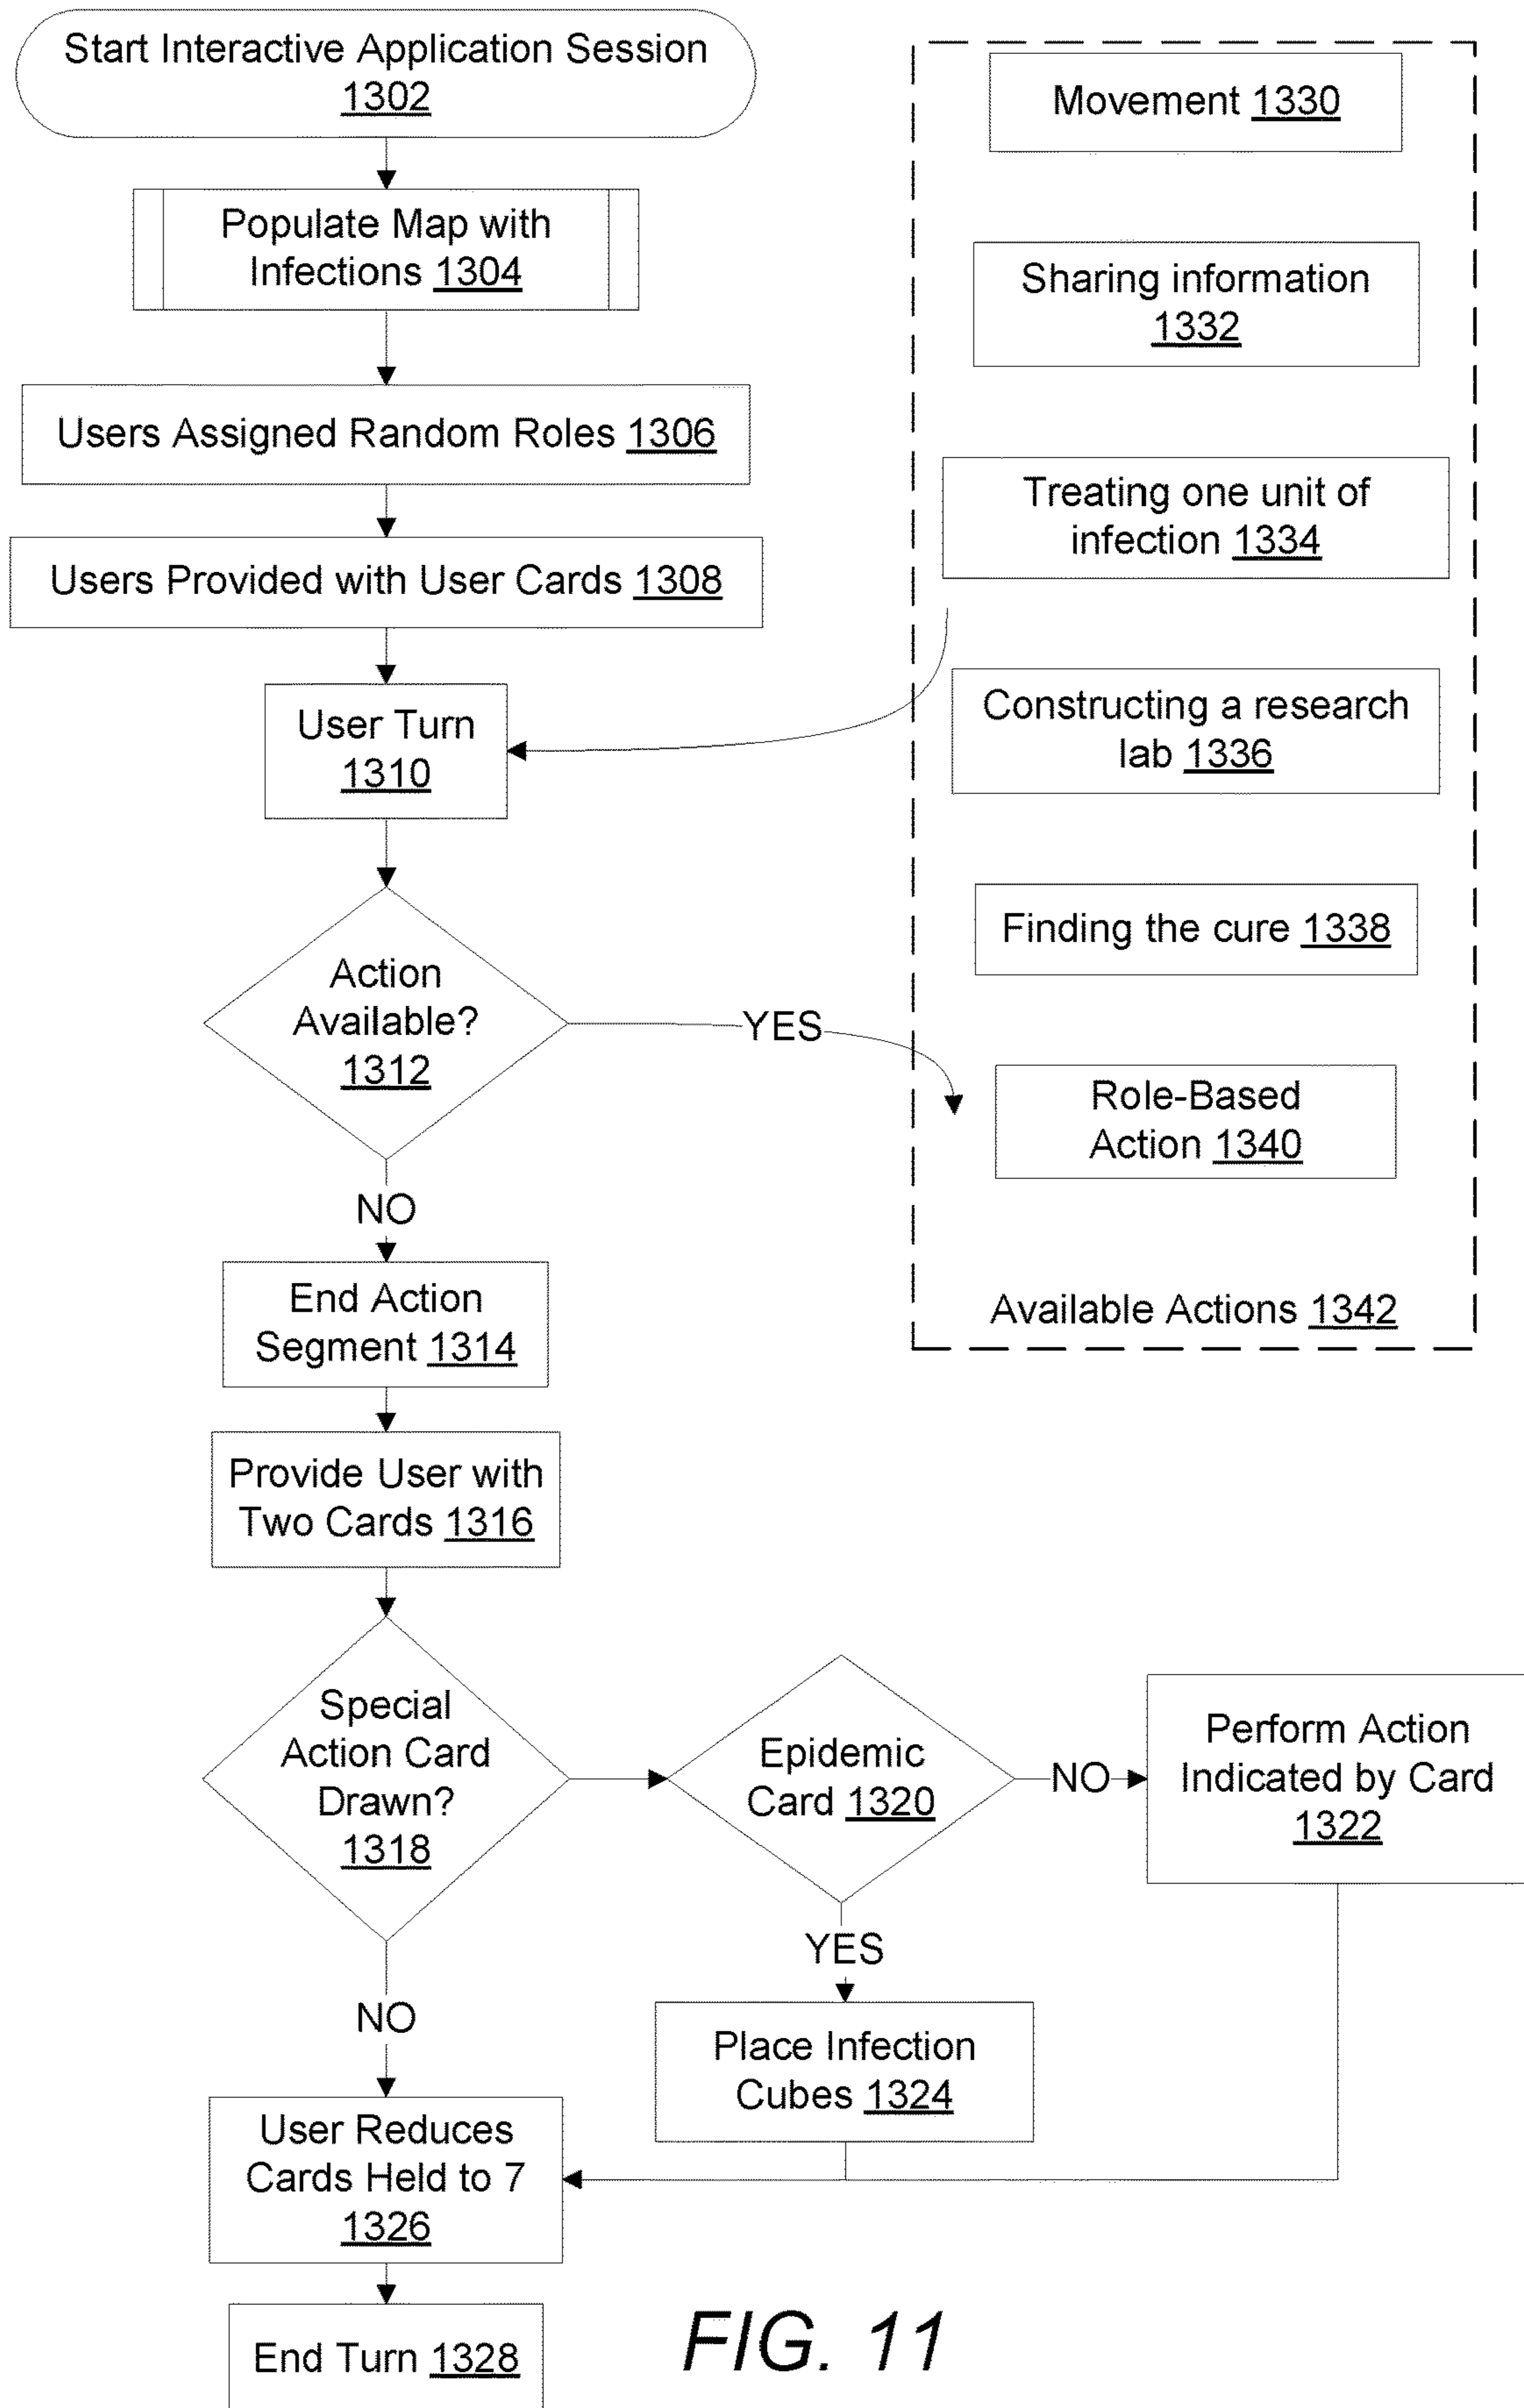 Start Interactive Application Session
1302
Populate Map with
Infections 1304
Users Assigned Random Roles 1306
Users Provided with User Cards 1308
User Turn
1310
Action
Available?
1312
YES
NO
End Action
Segment 1314
Provide User with
Two Cards 1316
Special
Action Card
Drawn?
1318
Epidemic
Card 1320
NO
Perform Action
Indicated by Card
1322
YES
Place Infection
Cubes 1324
NO
User Reduces
Cards Held to 7
1326
End Turn 1328
Movement 1330
Sharing information
1332
Treating one unit of
infection 1334
Constructing a research
lab 1336
Finding the cure 1338
Role-Based
Action 1340
Available Actions 1342
FIG. 11